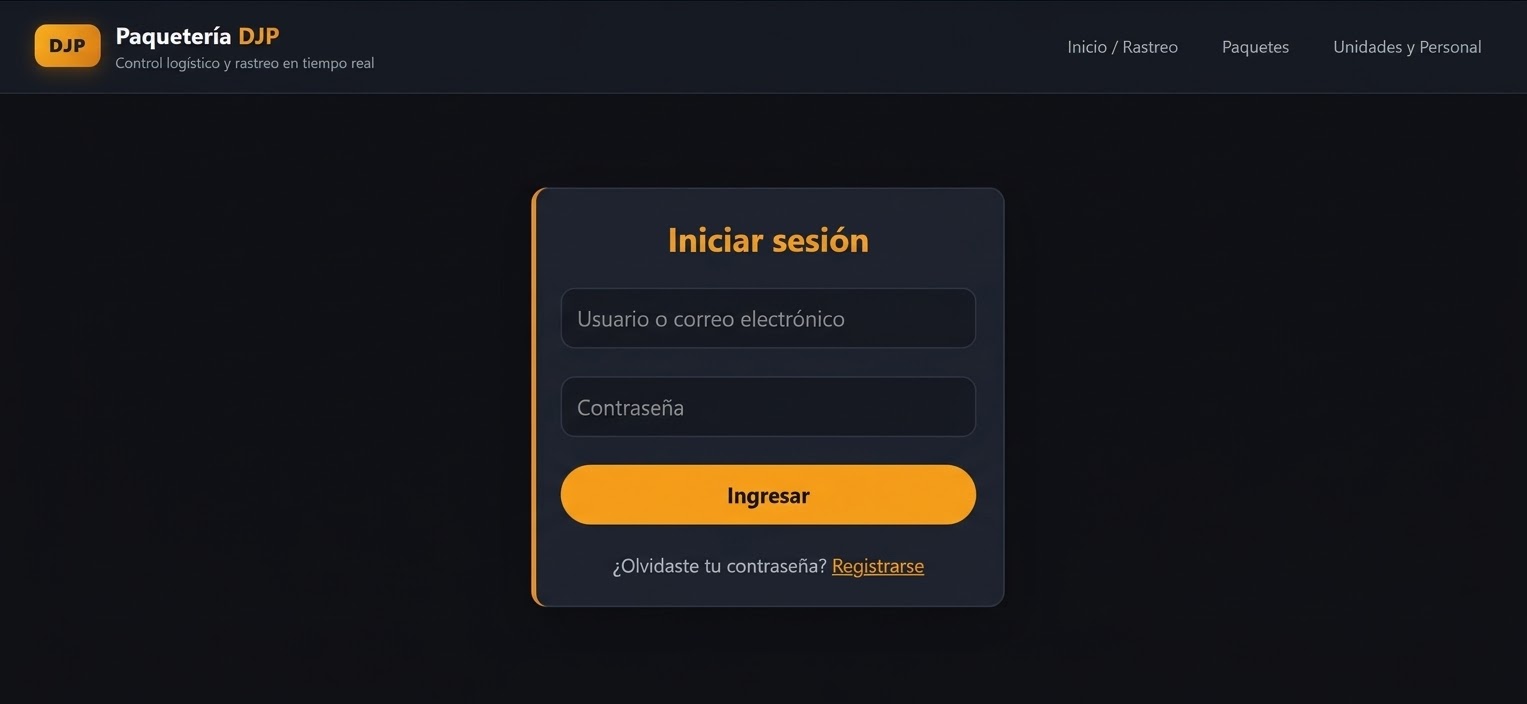 DJP
Paquetería DJP
Control logístico y rastreo en tiempo real
Inicio / Rastreo
Paquetes
Unidades y Personal
Iniciar sesión
Usuario o correo electrónico
Contraseña
Ingresar
¿Olvidaste tu contraseña? Registrarse